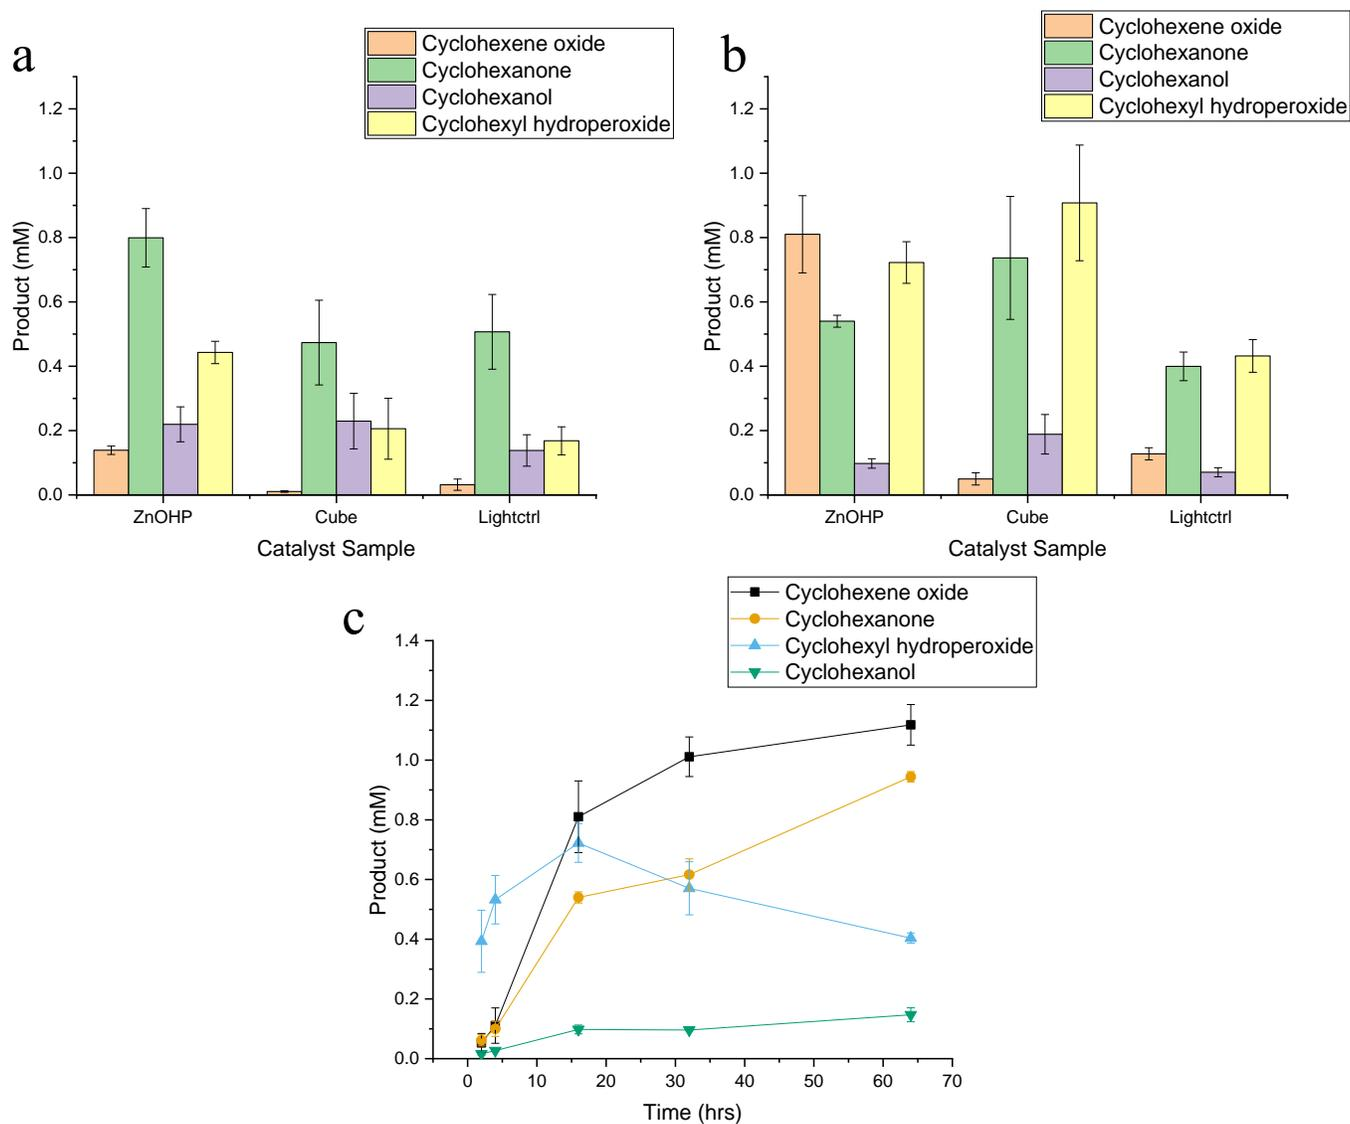 a
Cyclohexene oxide
Cyclohexanone
Cyclohexanol
Cyclohexyl hydroperoxide
1.2
1.0
0.8
0.6
0.4
0.2
0.0
Product (mM)
ZnOHP Cube Lightctrl
Catalyst Sample
b
Cyclohexene oxide
Cyclohexanone
Cyclohexanol
Cyclohexyl hydroperoxide
1.2
1.0
0.8
0.6
0.4
0.2
0.0
Product (mM)
ZnOHP Cube Lightctrl
Catalyst Sample
c
Cyclohexene oxide
Cyclohexanone
Cyclohexyl hydroperoxide
Cyclohexanol
1.4
1.2
1.0
0.8
0.6
0.4
0.2
0.0
Product (mM)
0 10 20 30 40 50 60 70
Time (hrs)